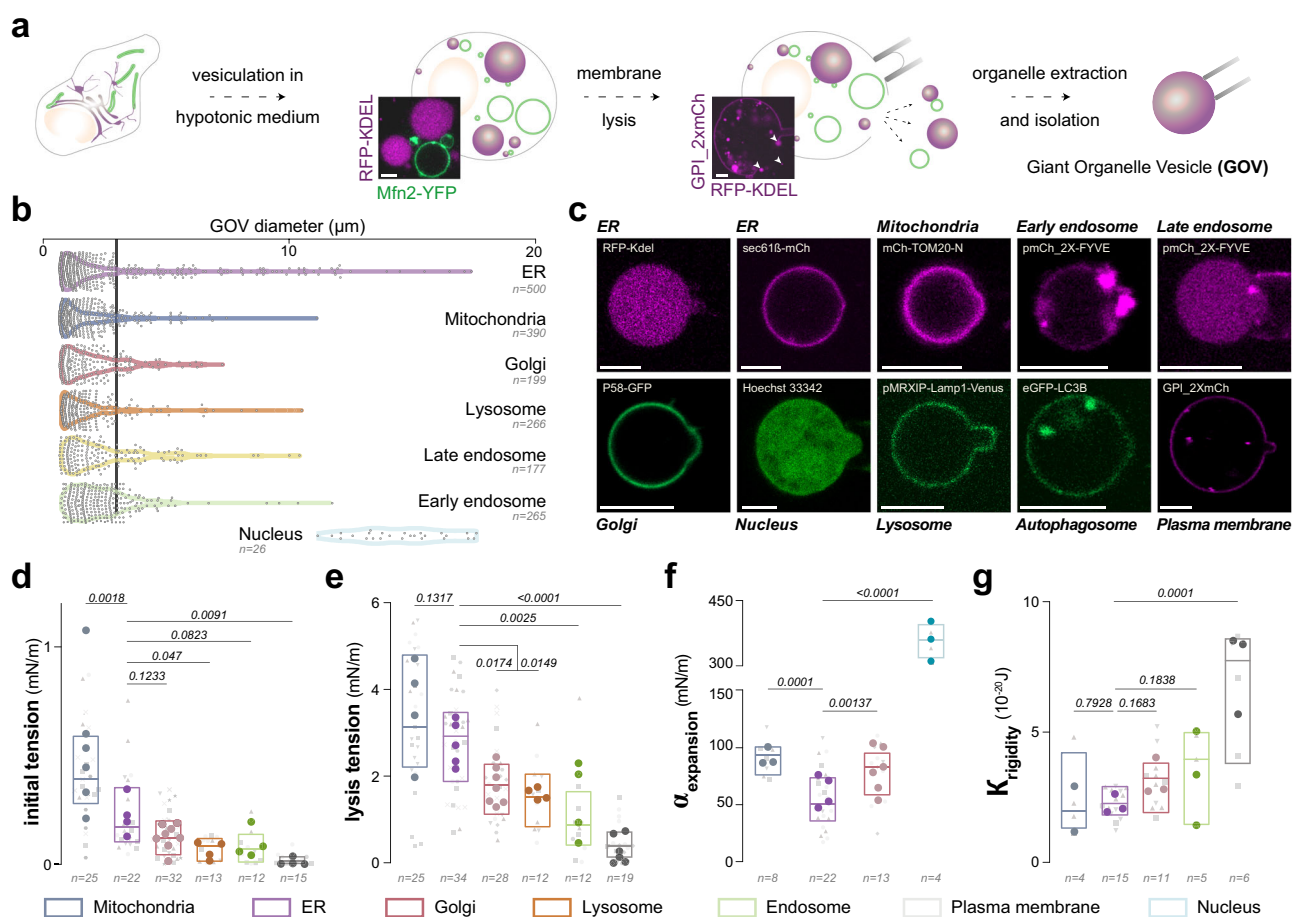 a
vesiculation in
hypotonic medium
RFP-KDEL
Mfn2-YFP
membrane
lysis
GPI_2xmCh
RFP-KDEL
organelle extraction
and isolation
Giant Organelle Vesicle (GOV)
b
GOV diameter (μm)
0 10 20
ER
n=500
Mitochondria
n=390
Golgi
n=199
Lysosome
n=266
Late endosome
n=177
Early endosome
n=265
Nucleus
n=26
c
ER ER Mitochondria Early endosome Late endosome
RFP-Kdel sec61ß-mCh mCh-TOM20-N pmCh_2X-FYVE pmCh_2X-FYVE
P58-GFP Hoechst 33342 pMRXIP-Lamp1-Venus eGFP-LC3B GPI_2XmCh
Golgi Nucleus Lysosome Autophagosome Plasma membrane
d
initial tension (mN/m)
1
0
0.0018
0.0091
0.0823
0.047
0.1233
n=25 n=22 n=32 n=13 n=12 n=15
e
lysis tension (mN/m)
6
4
2
0
0.1317
<0.0001
0.0025
0.0174 0.0149
n=25 n=34 n=28 n=12 n=12 n=19
f
αexpansion (mN/m)
450
300
150
100
50
0
<0.0001
0.0001
0.00137
n=8 n=22 n=13 n=4
g
Krigidity (10-20J)
10
5
0
0.0001
0.1838
0.7928 0.1683
n=4 n=15 n=11 n=5 n=6
Mitochondria ER Golgi Lysosome Endosome Plasma membrane Nucleus